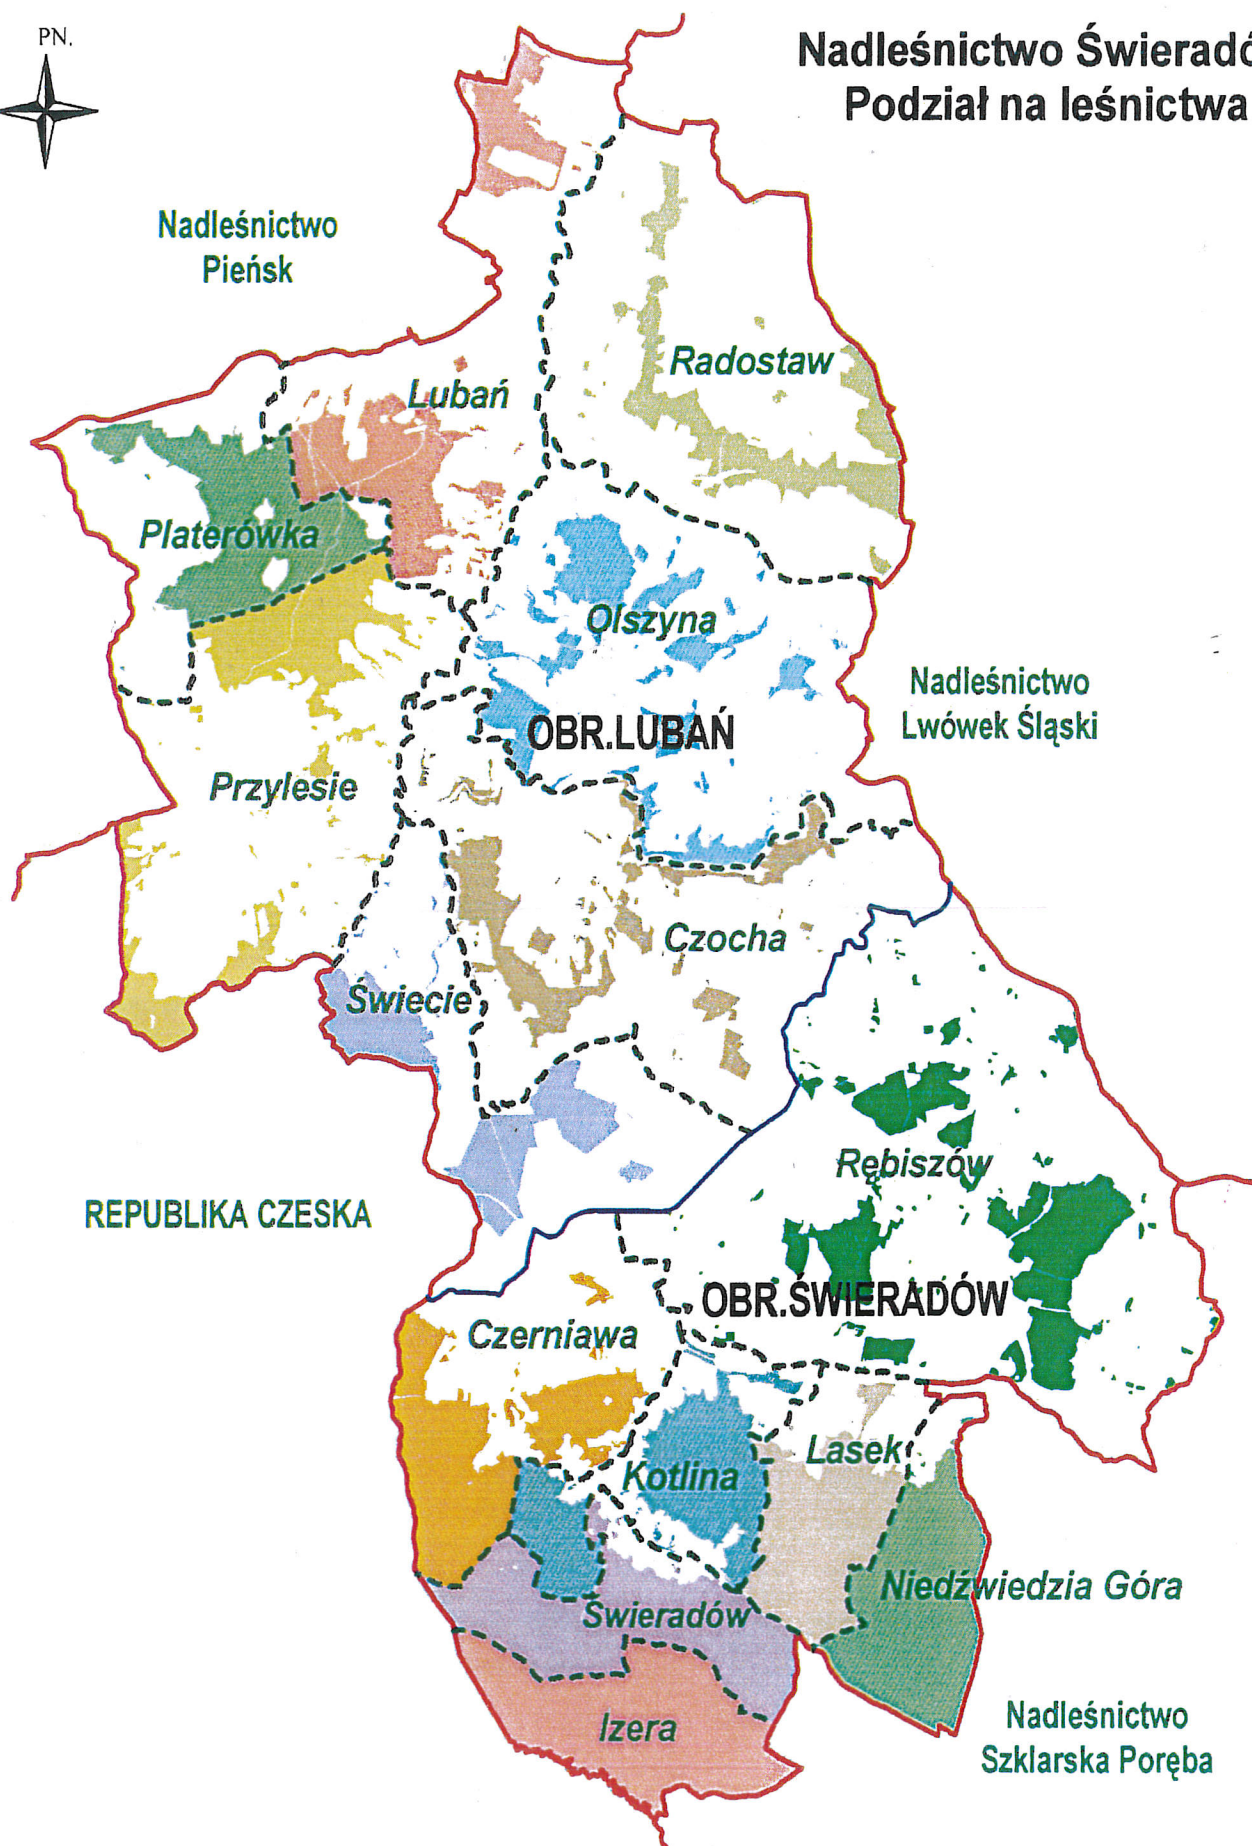 PN.
Nadleśnictwo Świeradó
Podział na leśnictwa
Nadleśnictwo
Pieńsk
Radostaw
Lubań
Platerówka
Olszyna
Nadleśnictwo
Lwówek Śląski
OBR.LUBAŃ
Przylesie
Czocha
Świecie
Rębiszów
REPUBLIKA CZESKA
OBR.ŚWIERADÓW
Czerniawa
Lasek
Kotlina
Niedźwiedzia Góra
Świeradów
Izera
Nadleśnictwo
Szklarska Poręba